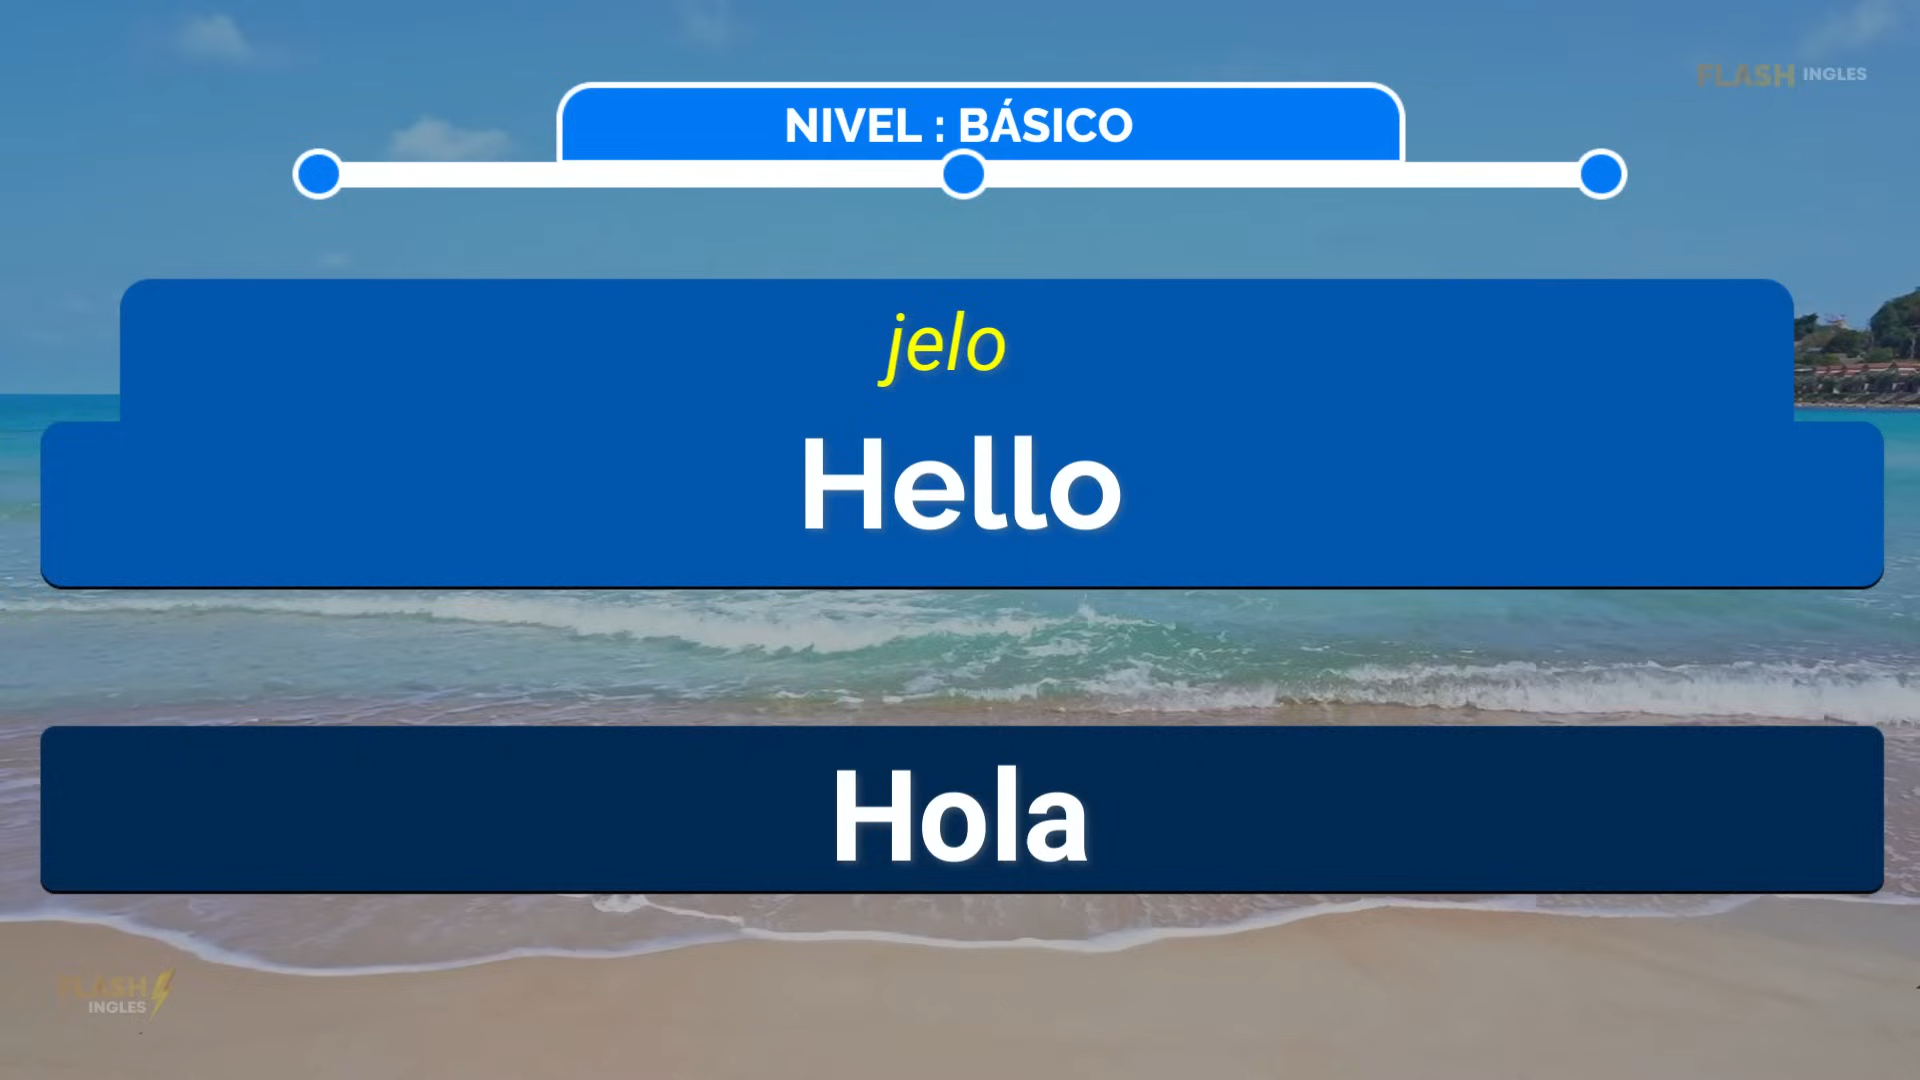 FLASH INGLES
NIVEL : BÁSICO
jelo
Hello
Hola
FLASH
INGLES